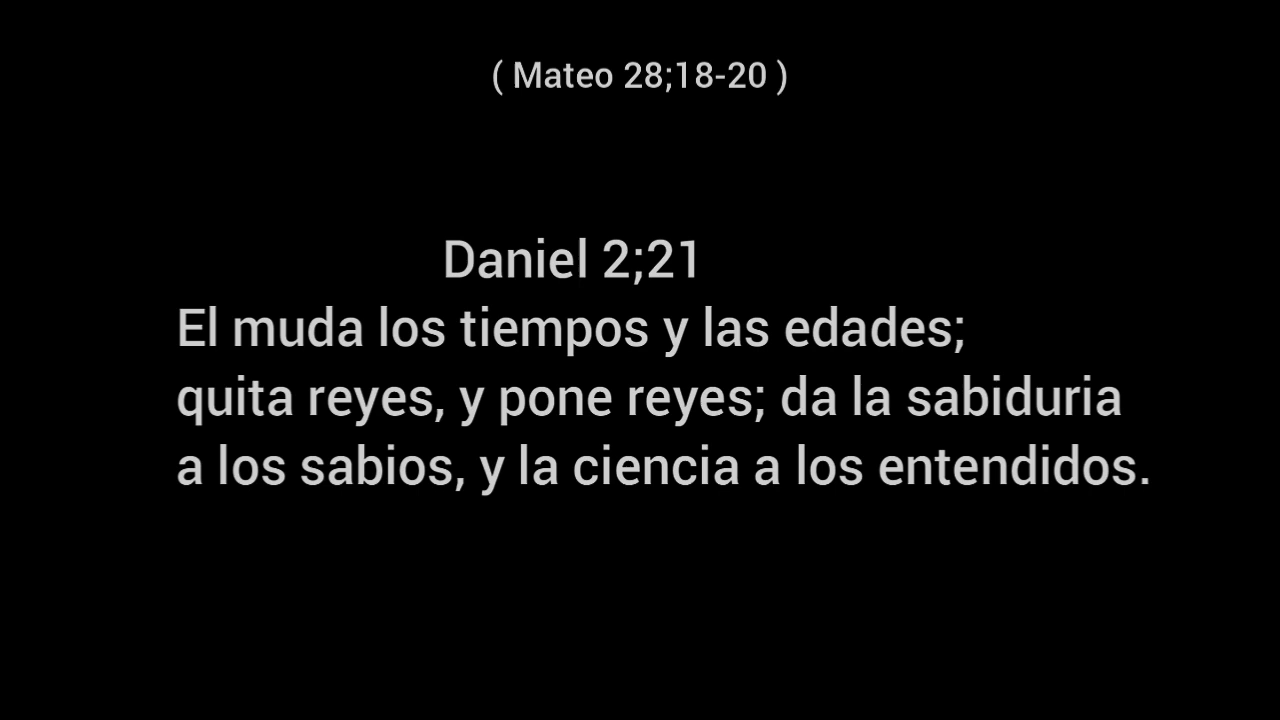 ( Mateo 28;18-20 )
Daniel 2;21
El muda los tiempos y las edades;
quita reyes, y pone reyes; da la sabiduria
a los sabios, y la ciencia a los entendidos.